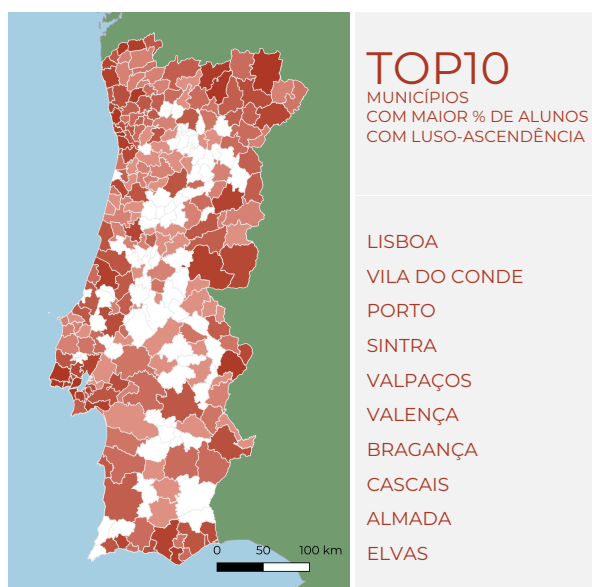 TOP10
MUNICÍPIOS
COM MAIOR % DE ALUNOS
COM LUSO-ASCENDÊNCIA
LISBOA
VILA DO CONDE
PORTO
SINTRA
VALPAÇOS
VALENÇA
BRAGANÇA
CASCAIS
ALMADA
ELVAS
0 50 100 km